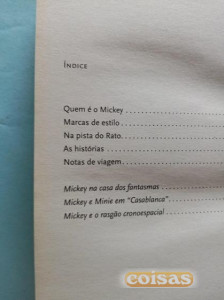 ÍNDICE
Quem é o Mickey ..............
Marcas de estilo ..............
Na pista do Rato ..............
As histórias ..............
Notas de viagem ..............
Mickey na casa dos fantasmas ..............
Mickey e Minie em "Casablanca" ..............
Mickey e o rasgão cronoespacial ..............
coisas